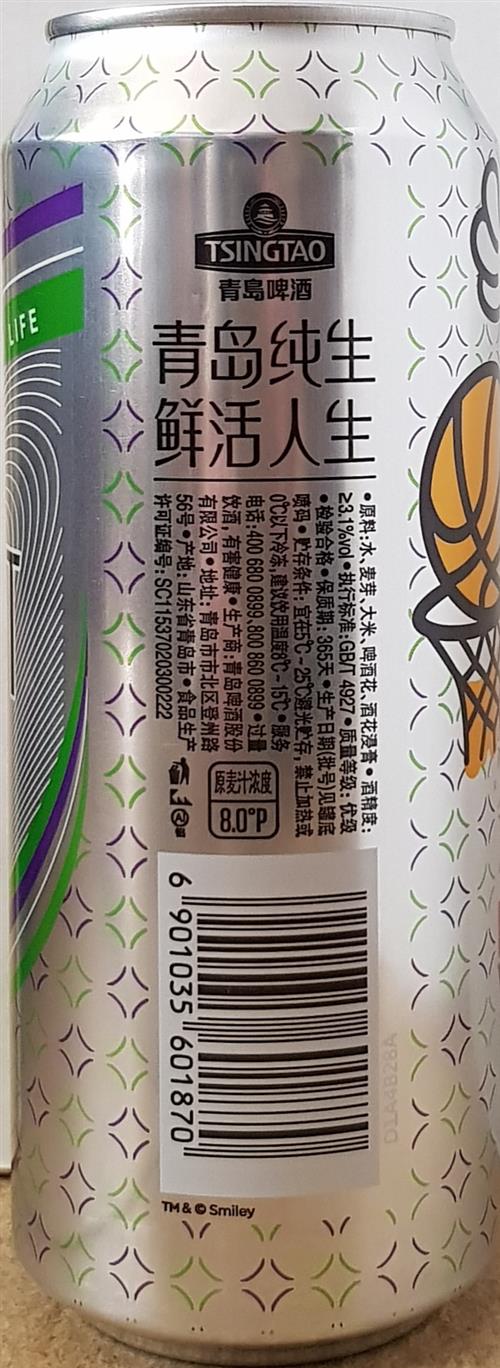 LIFE
TSINGTAO
青島啤酒
青岛纯生
鲜活人生
•原料:水、麦芽、大米、啤酒花、酒花浸膏•酒精度:
≥3.1%vol•执行标准:GB/T 4927•质量等级:优级
•检验合格•保质期:365天•生产日期(批号)见罐底
喷码•贮存条件:宜在5℃~25℃避光贮存,禁止加热或
0℃以下冷冻,建议饮用温度8℃~15℃•服务
电话:400 680 0899,800 860 0899•过量
饮酒,有害健康•生产商:青岛啤酒股份
有限公司•地址:青岛市市北区登州路
56号•产地:山东省青岛市•食品生产
许可证编号:SC11537020300222
原麦汁浓度
8.0°P
6 901035 601870
D1A4B28A
TM & © Smiley